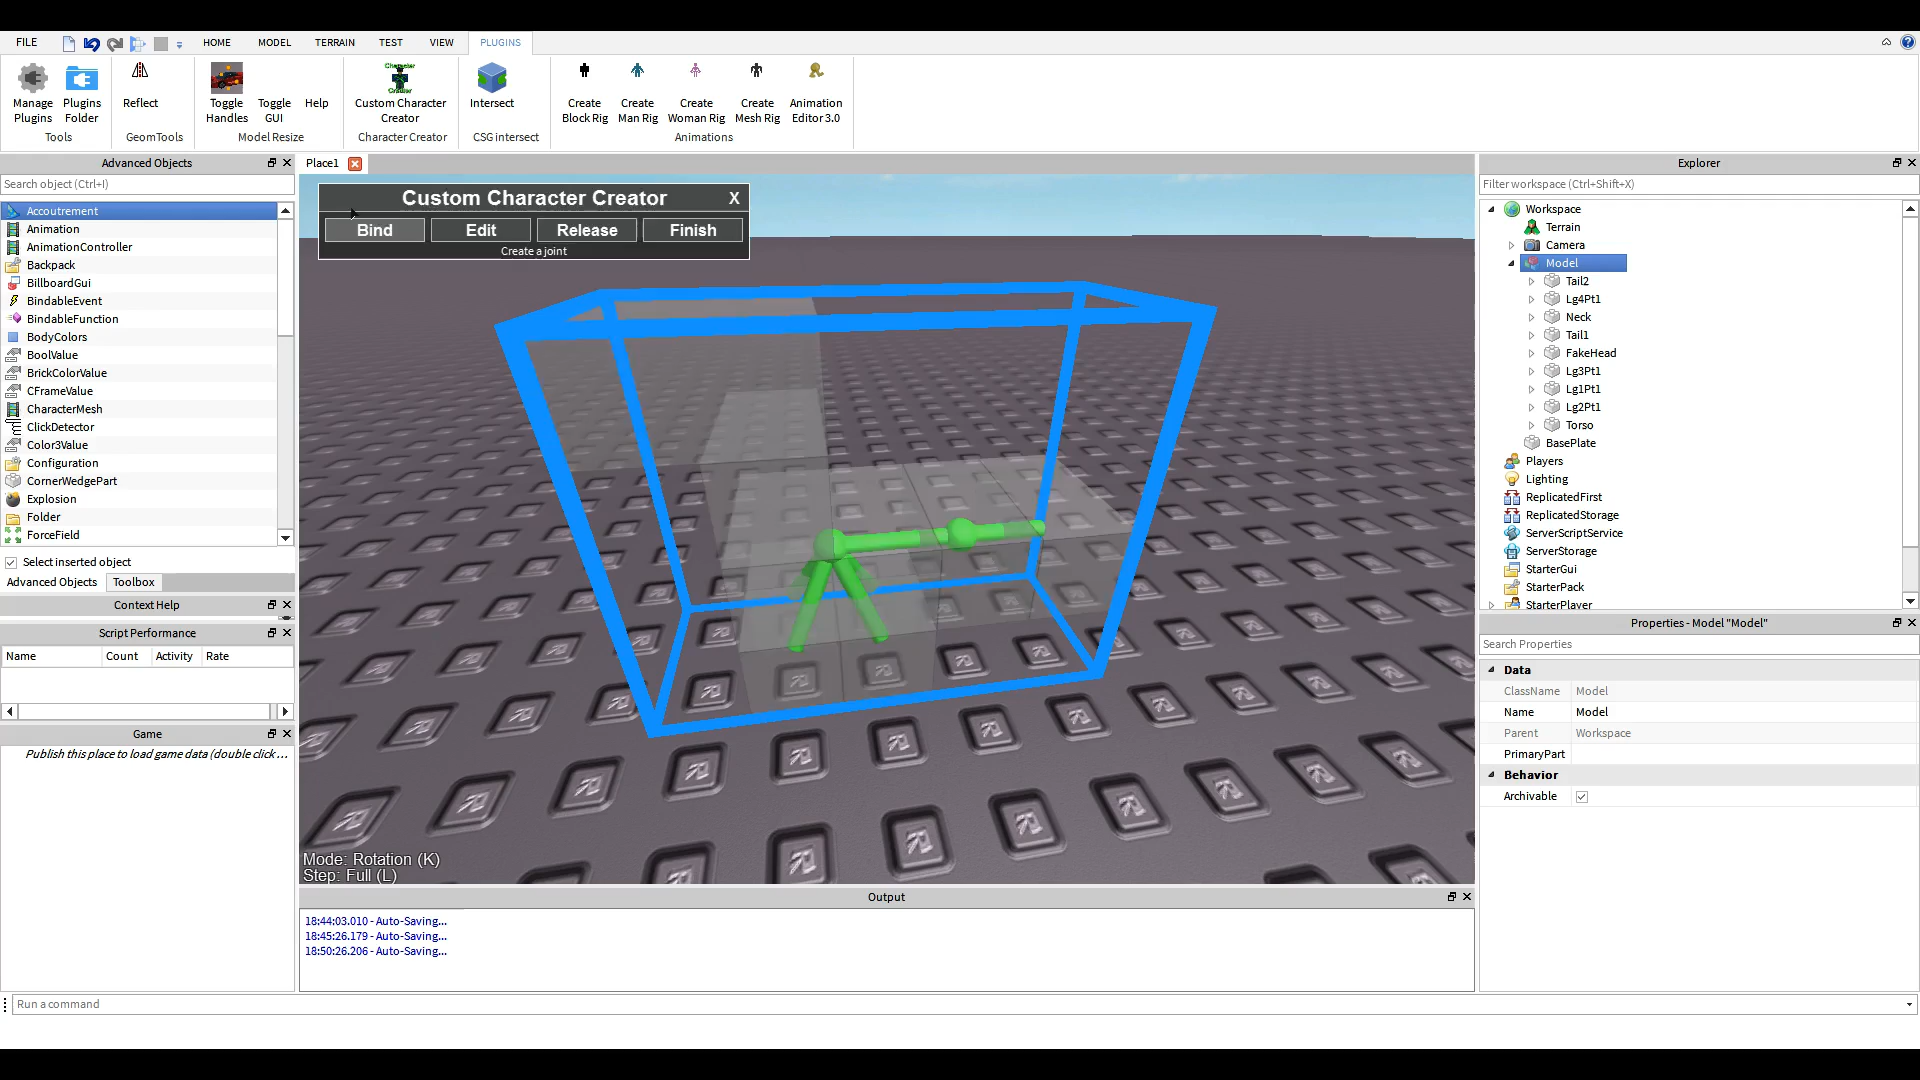 FILE HOME MODEL TERRAIN TEST VIEW PLUGINS
Manage Plugins
Plugins Folder
Reflect
Toggle Handles
Toggle GUI
Help
Custom Character Creator
Intersect
Create Block Rig
Create Man Rig
Create Woman Rig
Create Mesh Rig
Animation Editor 3.0
Tools GeomTools Model Resize Character Creator CSG intersect Animations
Advanced Objects
Search object (Ctrl+I)
Accoutrement
Animation
AnimationController
Backpack
BillboardGui
BindableEvent
BindableFunction
BodyColors
BoolValue
BrickColorValue
CFrameValue
CharacterMesh
ClickDetector
Color3Value
Configuration
CornerWedgePart
Explosion
Folder
ForceField
Select inserted object
Advanced Objects Toolbox
Context Help
Script Performance
Name Count Activity Rate
Game
Publish this place to load game data (double click ...
Place1
Custom Character Creator X
Bind Edit Release Finish
Create a joint
Mode: Rotation (K)
Step: Full (L)
Output
18:44:03.010 - Auto-Saving...
18:45:26.179 - Auto-Saving...
18:50:26.206 - Auto-Saving...
Run a command
Explorer
Filter workspace (Ctrl+Shift+X)
Workspace
Terrain
Camera
Model
Tail2
Lg4Pt1
Neck
Tail1
FakeHead
Lg3Pt1
Lg1Pt1
Lg2Pt1
Torso
BasePlate
Players
Lighting
ReplicatedFirst
ReplicatedStorage
ServerScriptService
ServerStorage
StarterGui
StarterPack
StarterPlayer
Properties - Model "Model"
Search Properties
Data
ClassName Model
Name Model
Parent Workspace
PrimaryPart
Behavior
Archivable